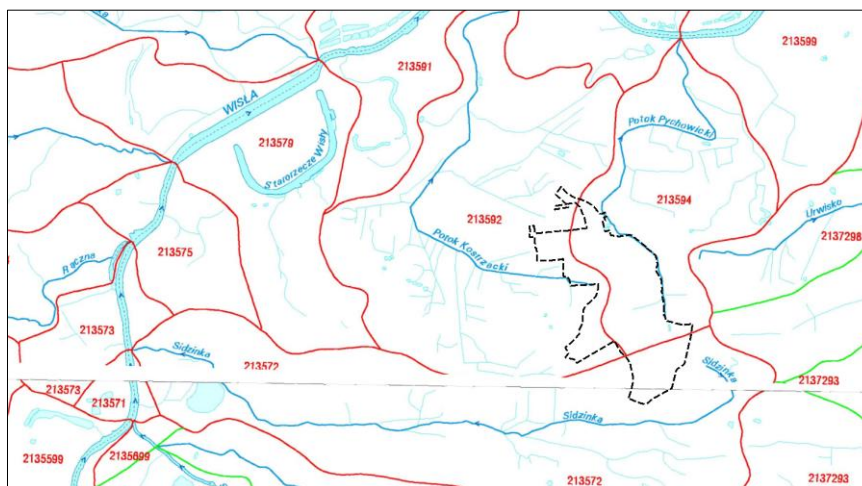 213591
213599
WISŁA
213579
Starorzecze Wisły
Potok Pychowicki
213592
213594
Urwisko
2137298
213575
Rączna
Potok Kostrzecki
213573
Sidzinka
213572
Sidzinka
2137293
213573
213571
Sidzinka
2135599
2135699
213572
2137293